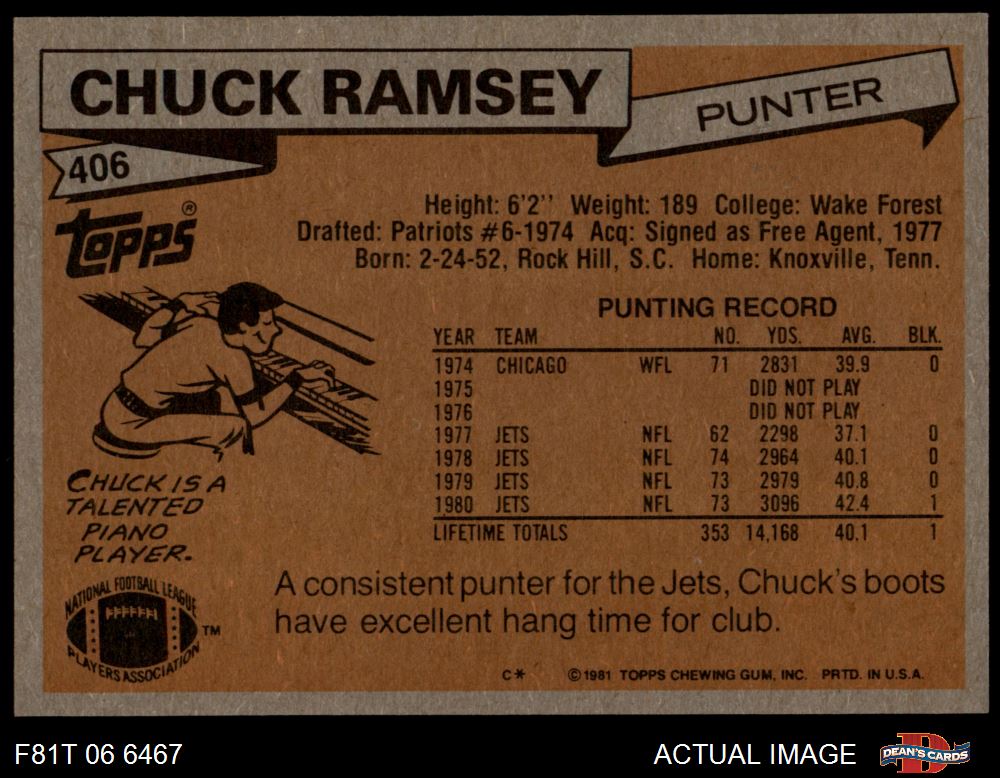 CHUCK RAMSEY
PUNTER
406
Topps®
Height: 6'2'' Weight: 189 College: Wake Forest
Drafted: Patriots #6-1974 Acq: Signed as Free Agent, 1977
Born: 2-24-52, Rock Hill, S.C. Home: Knoxville, Tenn.
PUNTING RECORD
YEAR TEAM NO. YDS. AVG. BLK.
1974 CHICAGO WFL 71 2831 39.9 0
1975 DID NOT PLAY
1976 DID NOT PLAY
1977 JETS NFL 62 2298 37.1 0
1978 JETS NFL 74 2964 40.1 0
1979 JETS NFL 73 2979 40.8 0
1980 JETS NFL 73 3096 42.4 1
LIFETIME TOTALS 353 14,168 40.1 1
CHUCK IS A
TALENTED
PIANO
PLAYER.
NATIONAL FOOTBALL LEAGUE
PLAYERS ASSOCIATION
TM
A consistent punter for the Jets, Chuck's boots
have excellent hang time for club.
C* ©1981 TOPPS CHEWING GUM, INC. PRTD. IN U.S.A.
F81T 06 6467
ACTUAL IMAGE
DEAN'S CARDS